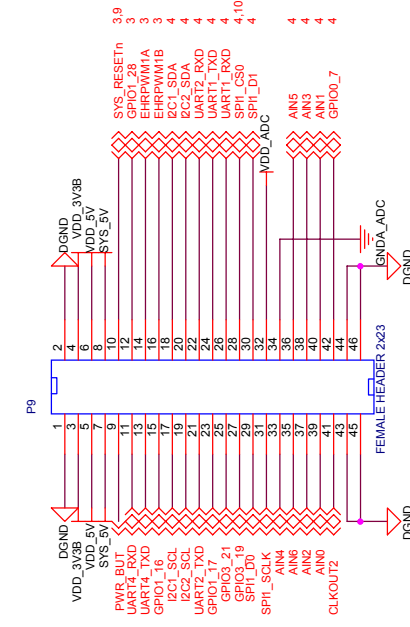 3,9
3
3
3
4
4
4
4
4
4,10
4
4
4
4
4
SYS_RESETn
GPIO1_28
EHRPWM1A
EHRPWM1B
I2C1_SDA
I2C2_SDA
UART2_RXD
UART1_TXD
UART1_RXD
SPI1_CS0
SPI1_D1
VDD_ADC
AIN5
AIN3
AIN1
GPIO0_7
DGND
VDD_3V3B
VDD_5V
SYS_5V
GNDA_ADC
DGND
2
4
6
8
10
12
14
16
18
20
22
24
26
28
30
32
34
36
38
40
42
44
46
P9
FEMALE HEADER 2x23
1
3
5
7
9
11
13
15
17
19
21
23
25
27
29
31
33
35
37
39
41
43
45
DGND
VDD_3V3B
VDD_5V
SYS_5V
PWR_BUT
UART4_RXD
UART4_TXD
GPIO1_16
I2C1_SCL
I2C2_SCL
UART2_TXD
GPIO1_17
GPIO3_21
GPIO3_19
SPI1_D0
SPI1_SCLK
AIN4
AIN6
AIN2
AIN0
CLKOUT2
DGND